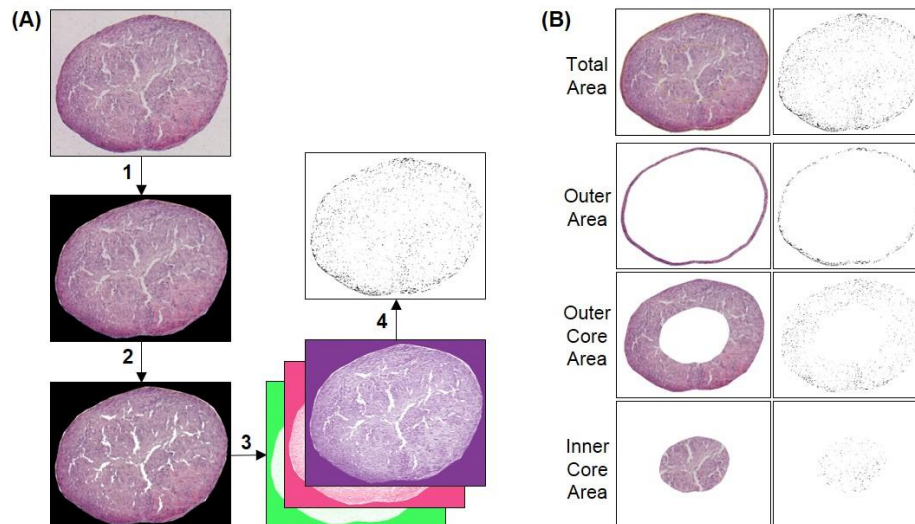 (A)
1
2
3
4
(B)
Total
Area
Outer
Area
Outer
Core
Area
Inner
Core
Area